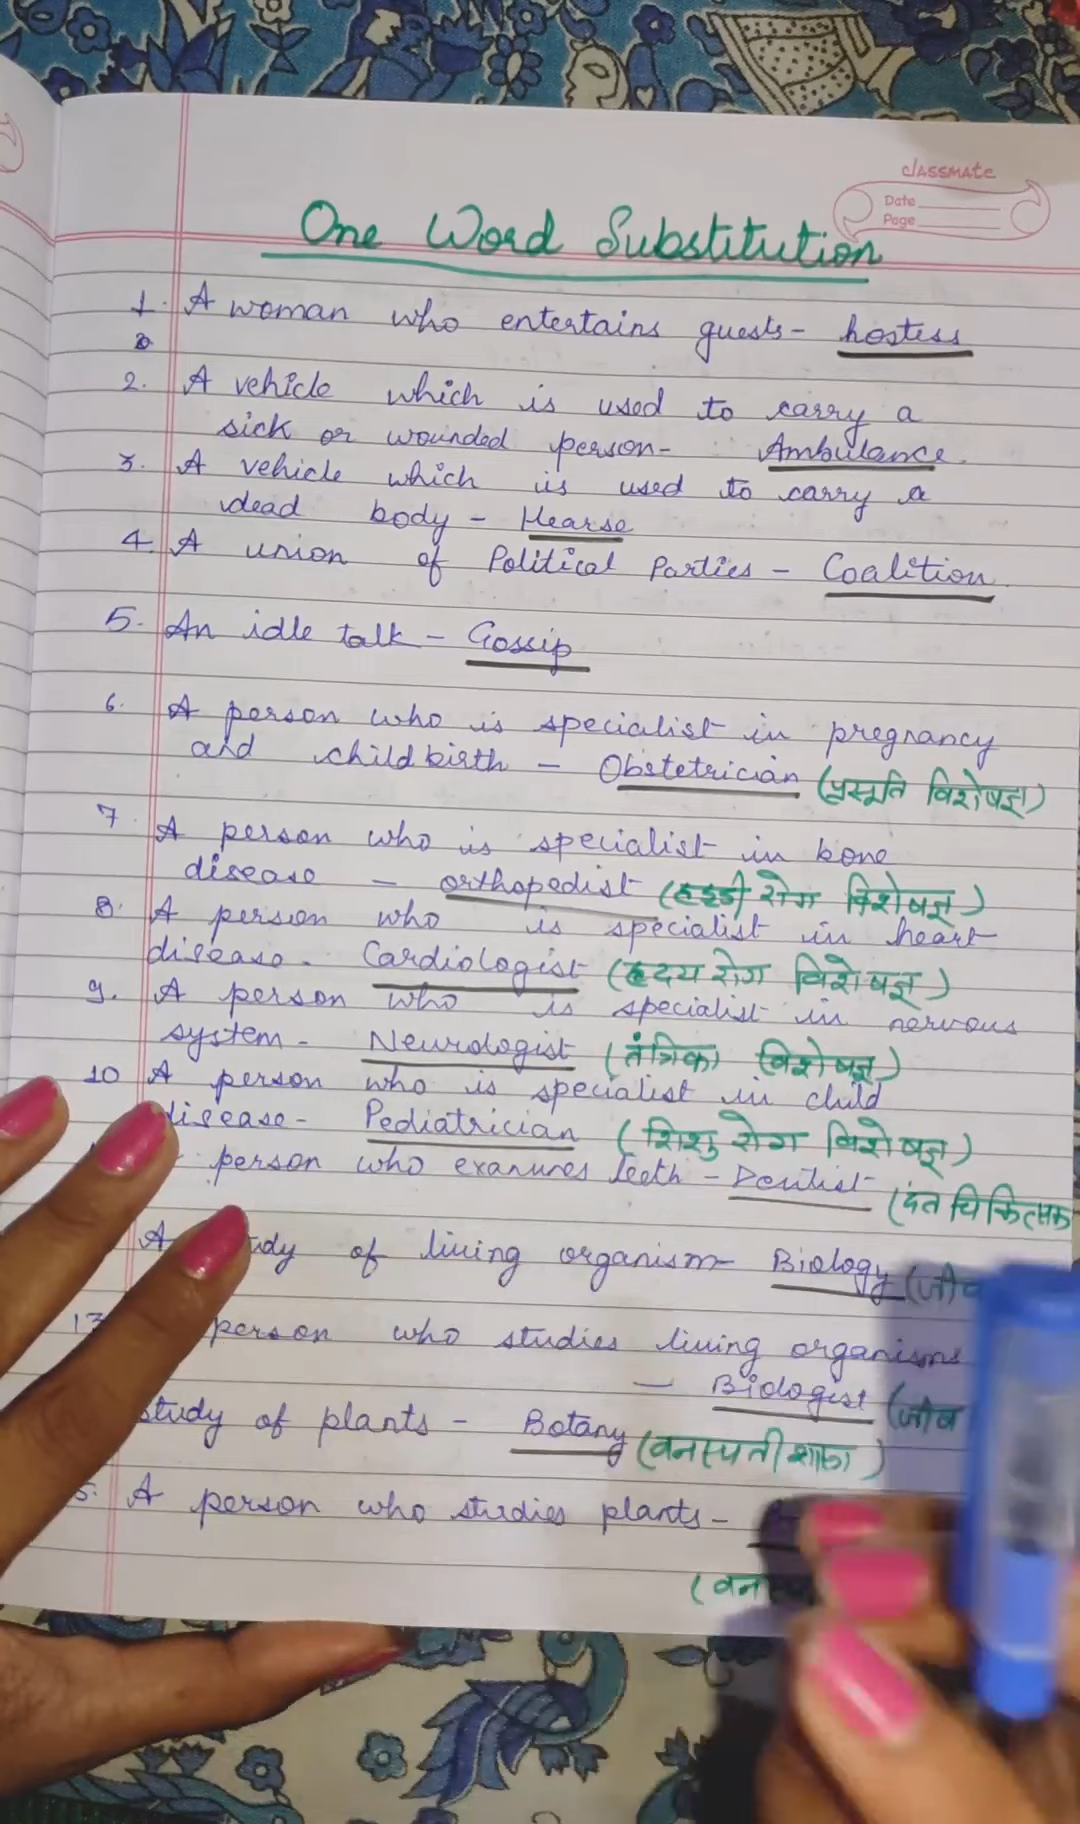 classmate
Date
Page
One Word Substitution
1. A woman who entertains guests- hostess
2. A vehicle which is used to carry a
sick or wounded person- Ambulance.
3. A vehicle which is used to carry a
dead body - Hearse
4. A union of Political Parties - Coalition.
5. An idle talk - Gossip
6. A person who is specialist in pregnancy
and childbirth - Obstetrician (प्रसूति विशेषज्ञ)
7. A person who is specialist in bone
disease - orthopedist (हड्डी रोग विशेषज्ञ)
8. A person who is specialist in heart
disease - Cardiologist (हृदय रोग विशेषज्ञ)
9. A person who is specialist in nervous
system - Neurologist (तंत्रिका विशेषज्ञ)
10 A person who is specialist in child
disease - Pediatrician (शिशु रोग विशेषज्ञ)
person who examines teeth - Dentist (दंत चिकित्सक
A of living organism - Biology (जीव
13 person who studies living organisms
- Biologist (जीव
study of plants - Botany (वनस्पती शास्त्र)
5. A person who studies plants -
(वनस्प